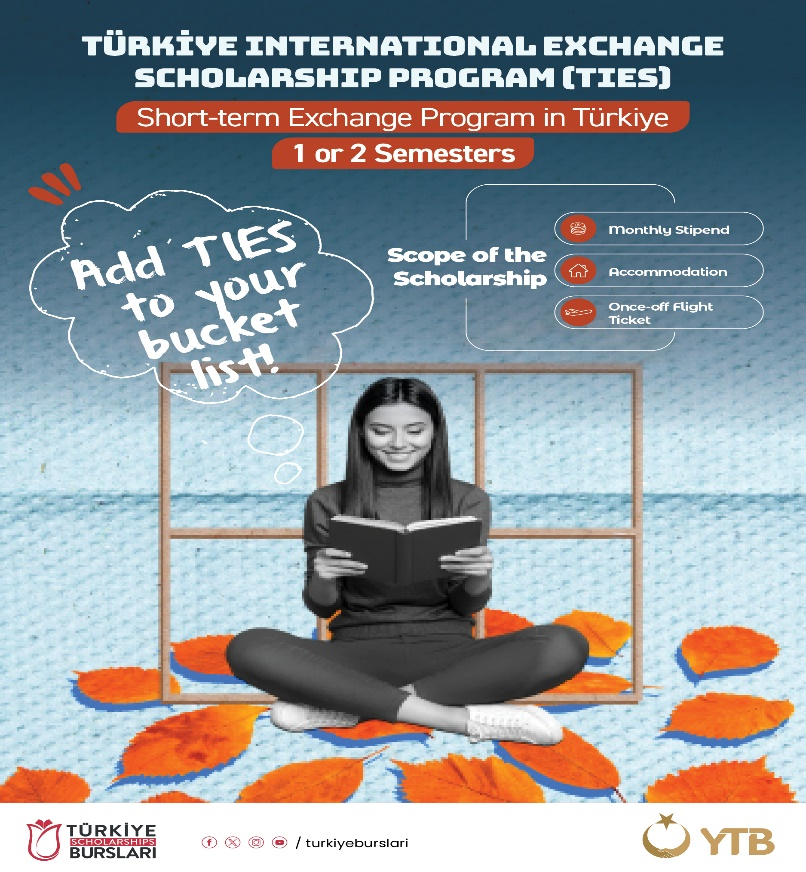 TÜRKİYE INTERNATIONAL EXCHANGE
SCHOLARSHIP PROGRAM (TIES)
Short-term Exchange Program in Türkiye
1 or 2 Semesters
Add TIES
to your
bucket
list!
Scope of the
Scholarship
Monthly Stipend
Accommodation
Once-off Flight
Ticket
TÜRKİYE
SCHOLARSHIPS
BURSLARI
/ turkiyeburslari
YTB